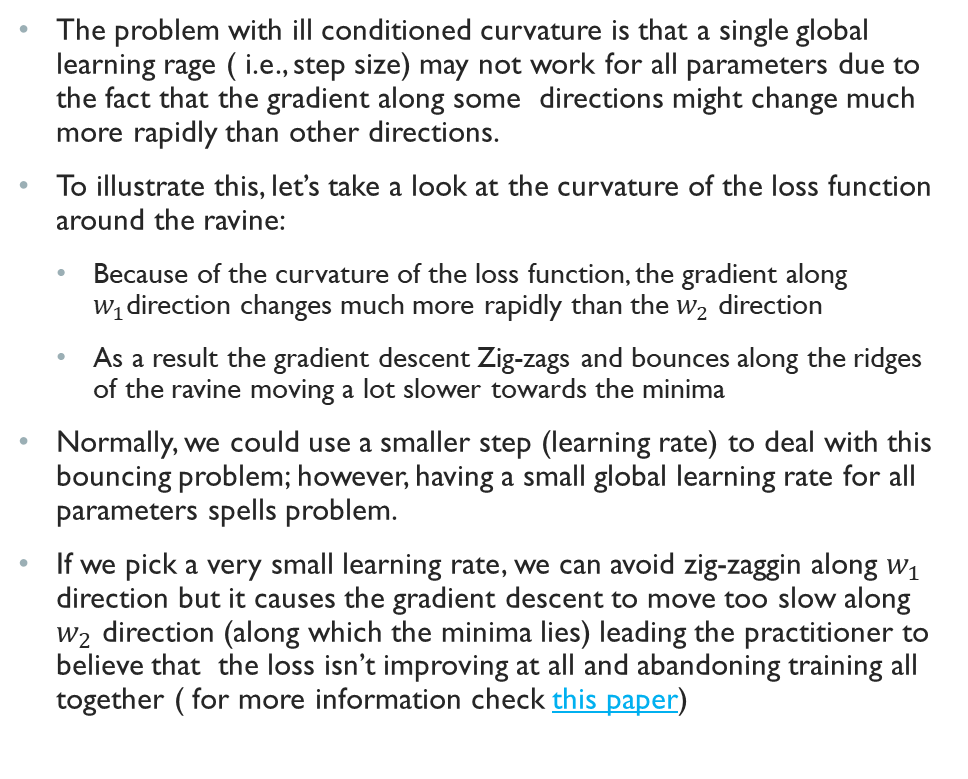 • The problem with ill conditioned curvature is that a single global
learning rage ( i.e., step size) may not work for all parameters due to
the fact that the gradient along some  directions might change much
more rapidly than other directions.
• To illustrate this, let’s take a look at the curvature of the loss function
around the ravine:
• Because of the curvature of the loss function, the gradient along
w₁ direction changes much more rapidly than the w₂ direction
• As a result the gradient descent Zig-zags and bounces along the ridges
of the ravine moving a lot slower towards the minima
• Normally, we could use a smaller step (learning rate) to deal with this
bouncing problem; however, having a small global learning rate for all
parameters spells problem.
• If we pick a very small learning rate, we can avoid zig-zaggin along w₁
direction but it causes the gradient descent to move too slow along
w₂ direction (along which the minima lies) leading the practitioner to
believe that  the loss isn’t improving at all and abandoning training all
together ( for more information check this paper)